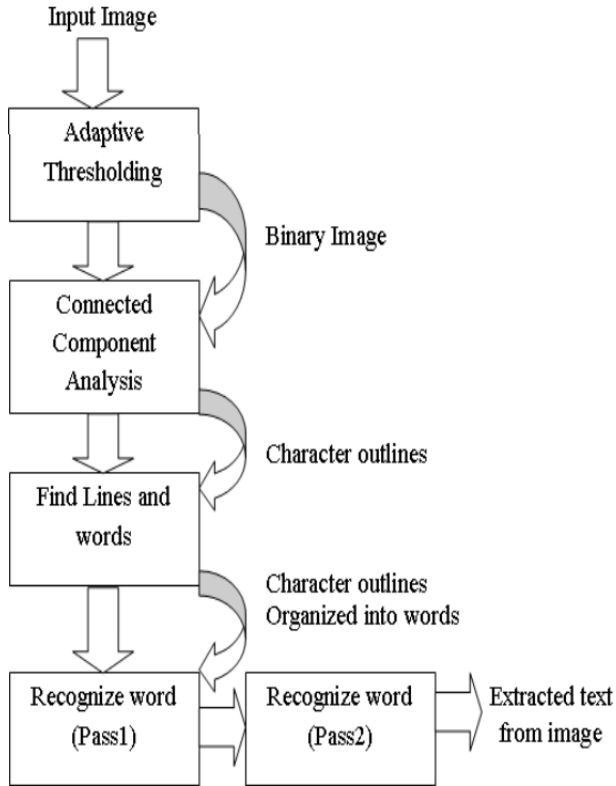 Input Image
Adaptive
Thresholding
Binary Image
Connected
Component
Analysis
Character outlines
Find Lines and
words
Character outlines
Organized into words
Recognize word
(Pass1)
Recognize word
(Pass2)
Extracted text
from image